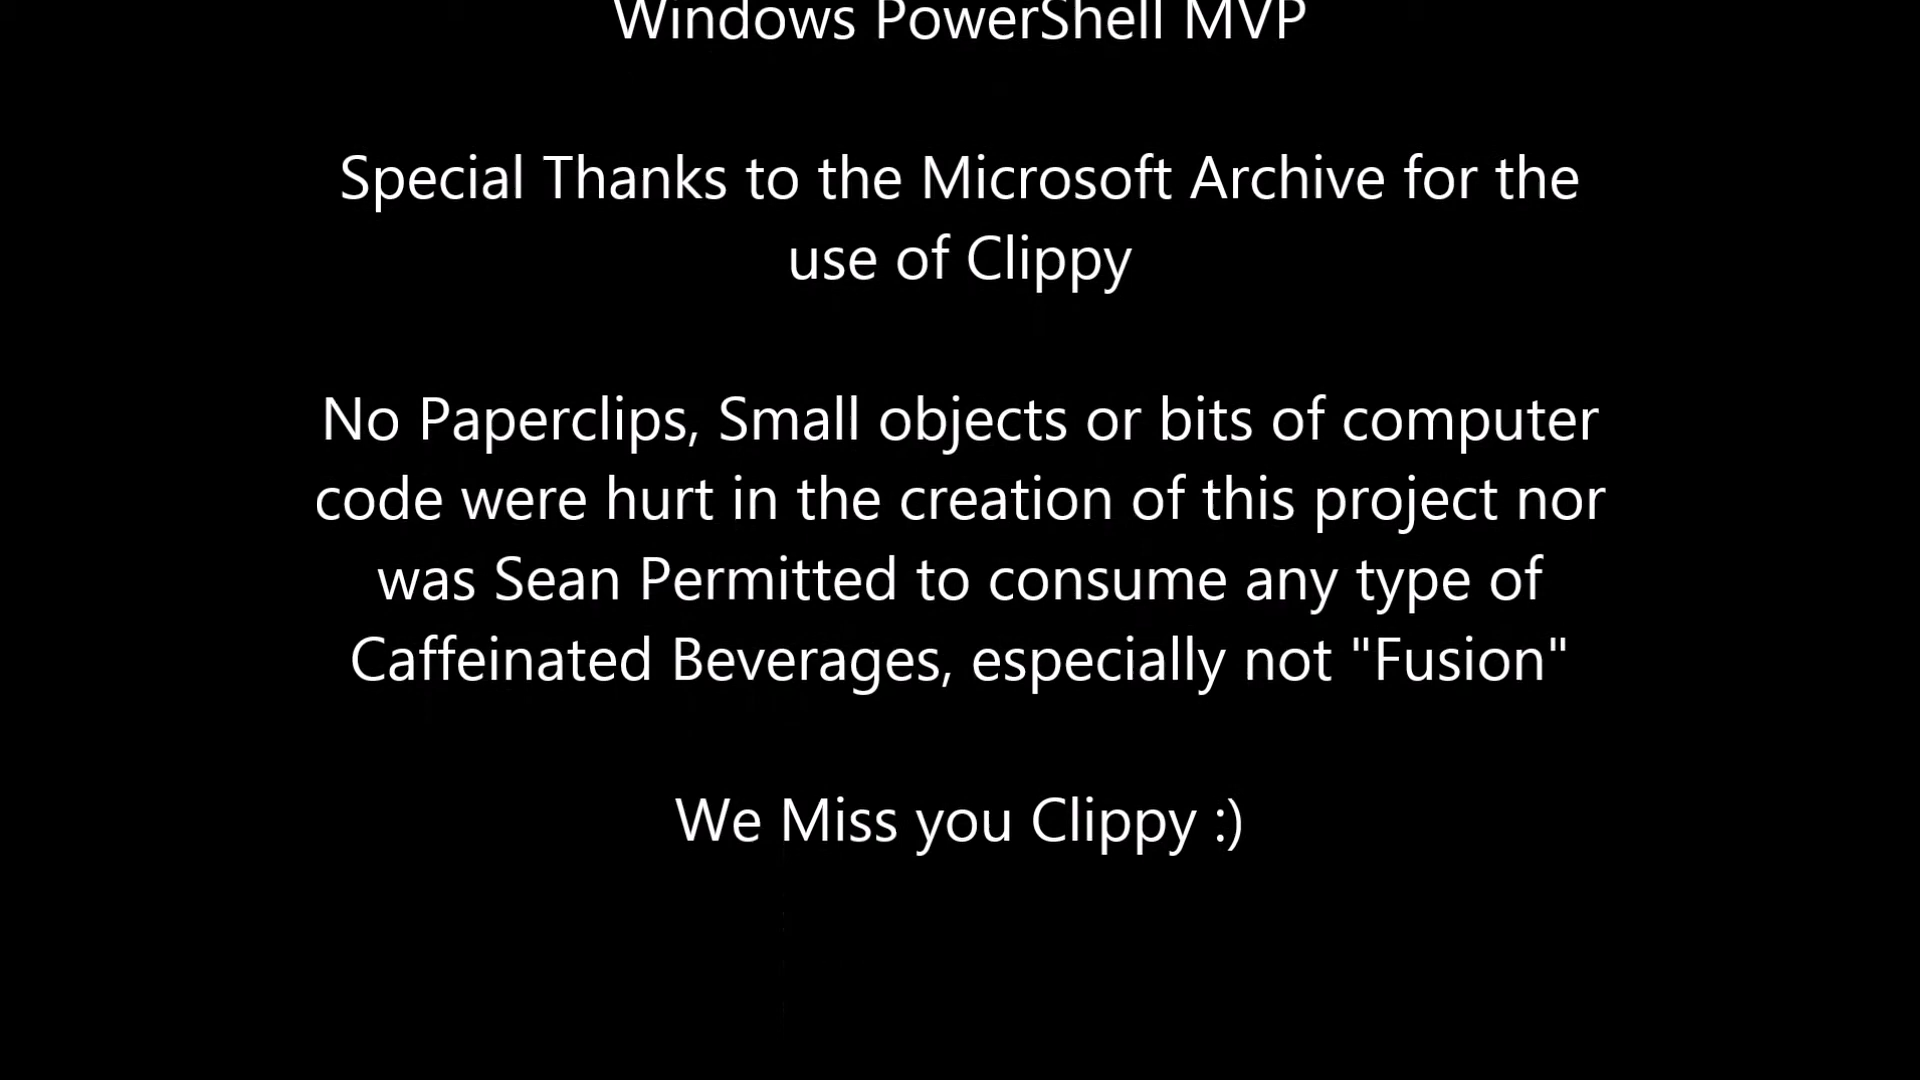 Windows PowerShell MVP
Special Thanks to the Microsoft Archive for the
use of Clippy
No Paperclips, Small objects or bits of computer
code were hurt in the creation of this project nor
was Sean Permitted to consume any type of
Caffeinated Beverages, especially not "Fusion"
We Miss you Clippy :)